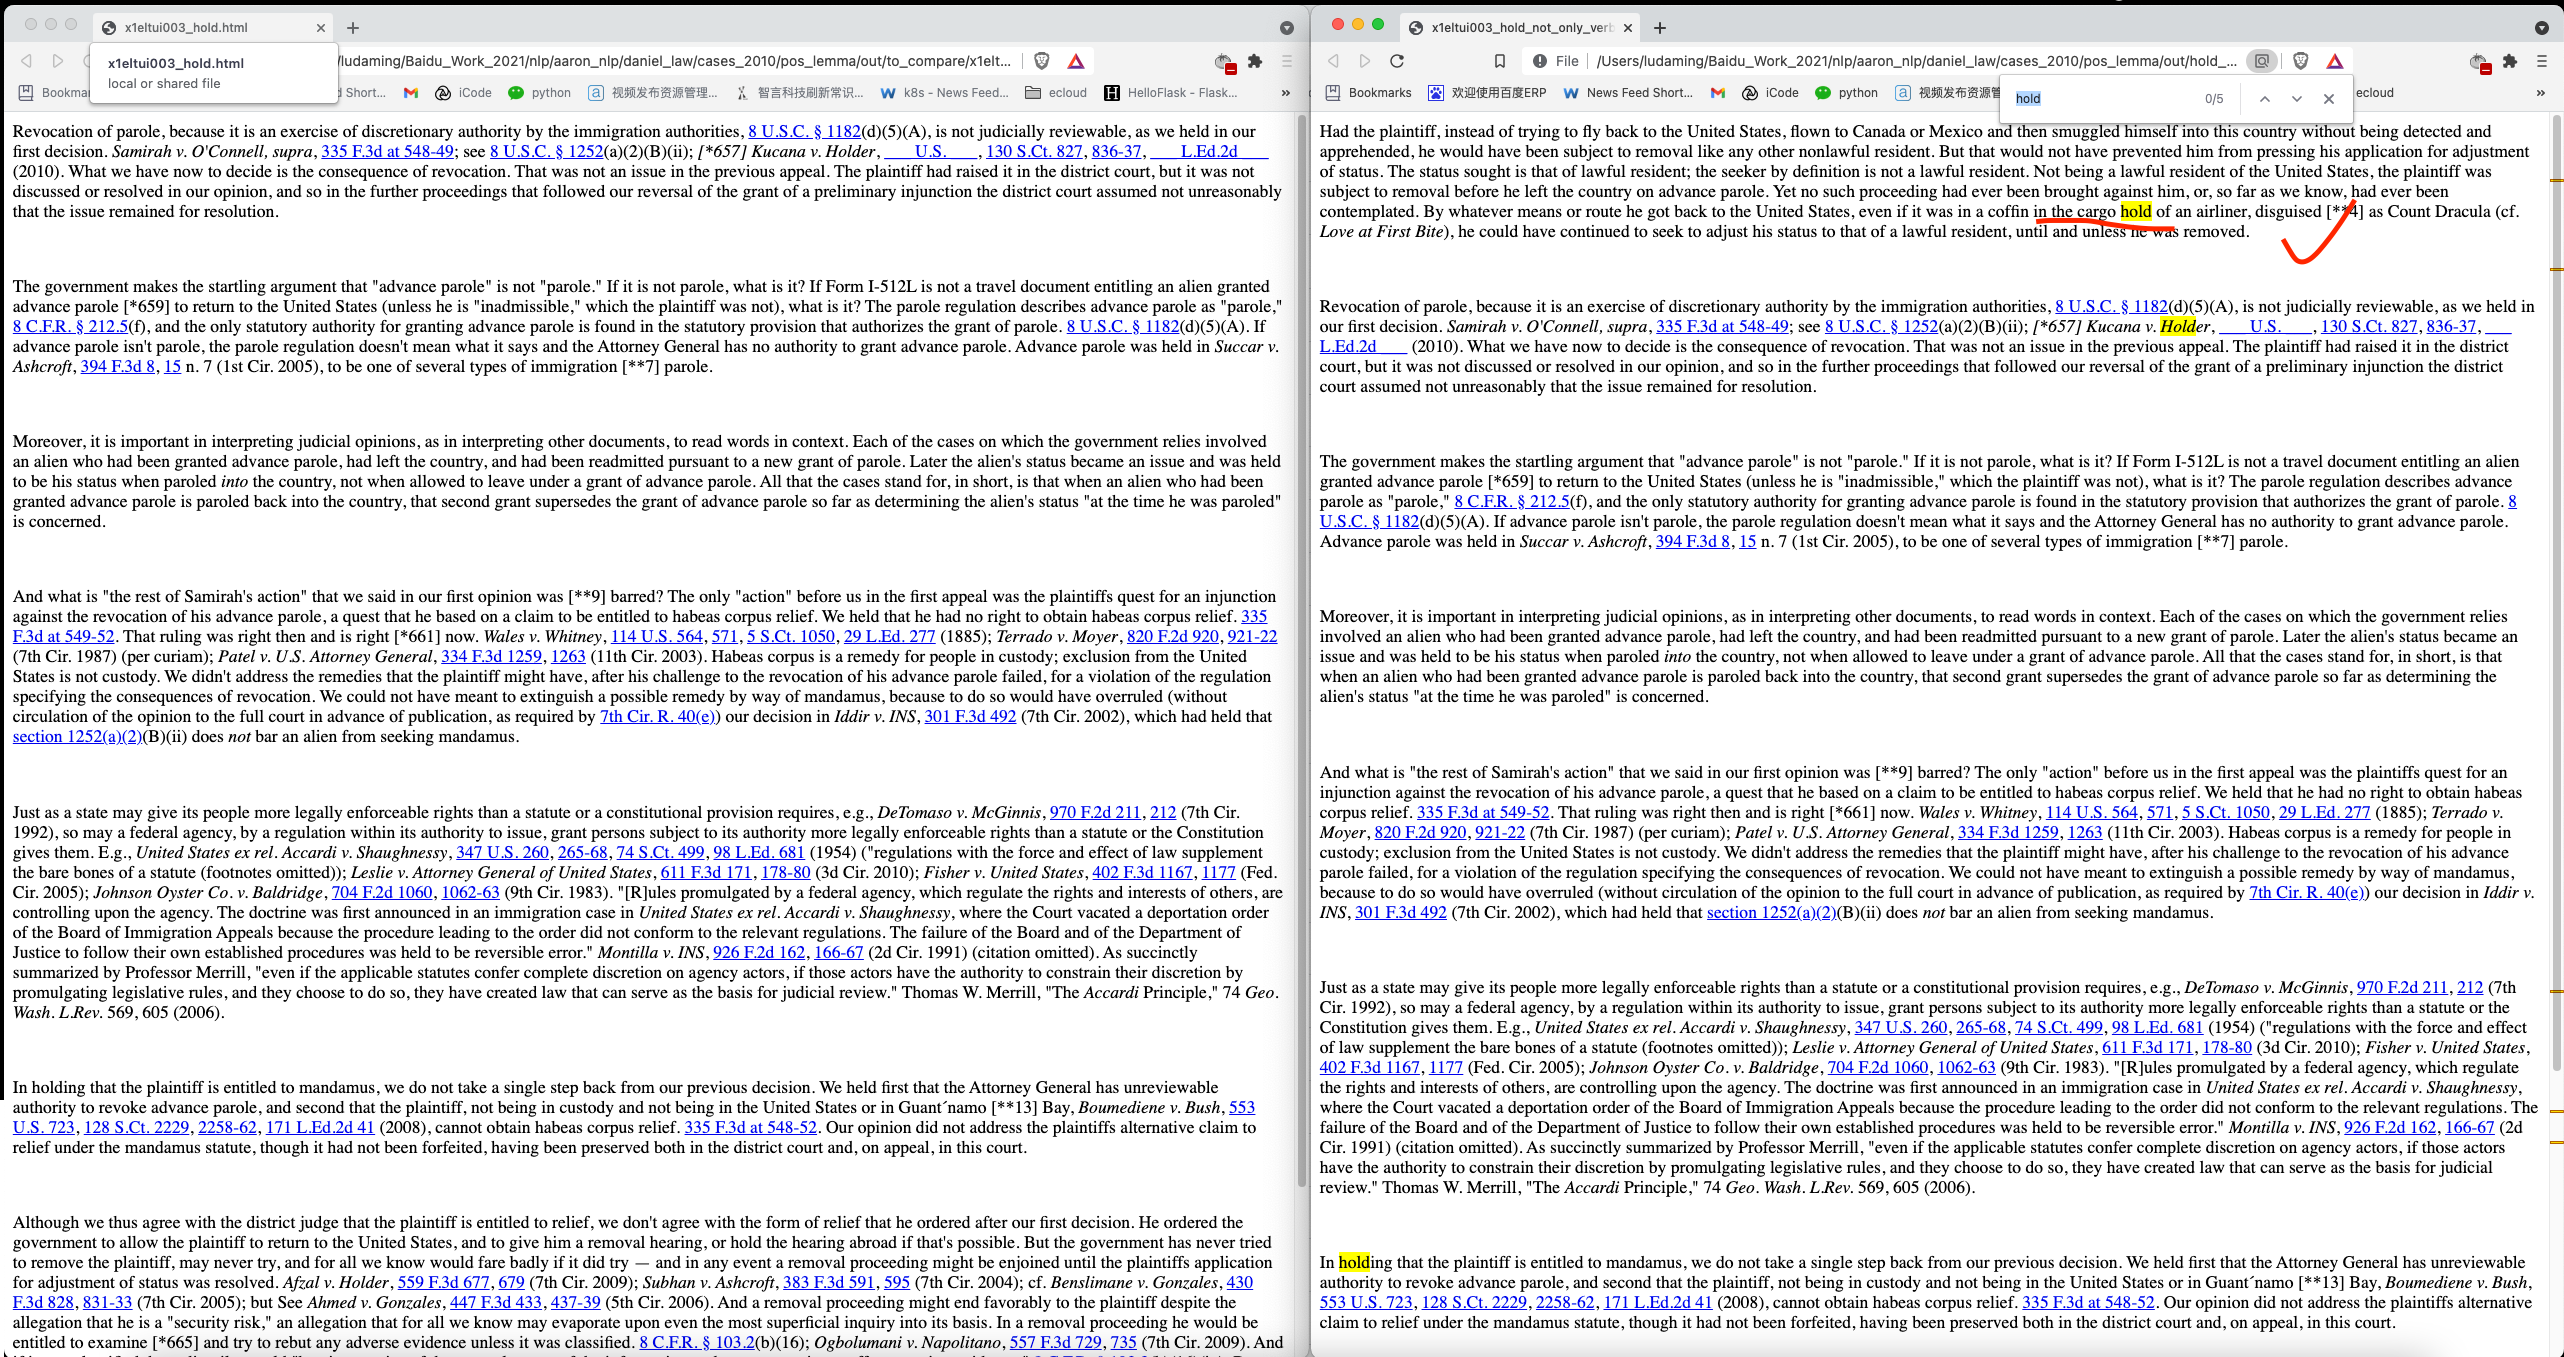 x1eltui003_hold.html
x1eltui003_hold.html
local or shared file
/ludaming/Baidu_Work_2021/nlp/aaron_nlp/daniel_law/cases_2010/pos_lemma/out/to_compare/x1elt...
Bookmar
d Short...
iCode
python
视频发布资源管理...
智言科技刷新常识...
k8s - News Feed...
ecloud
HelloFlask - Flask...
»
Revocation of parole, because it is an exercise of discretionary authority by the immigration authorities, 8 U.S.C. § 1182(d)(5)(A), is not judicially reviewable, as we held in our
first decision. Samirah v. O'Connell, supra, 335 F.3d at 548-49; see 8 U.S.C. § 1252(a)(2)(B)(ii); [*657] Kucana v. Holder, ___ U.S. ___, 130 S.Ct. 827, 836-37, ___ L.Ed.2d ___
(2010). What we have now to decide is the consequence of revocation. That was not an issue in the previous appeal. The plaintiff had raised it in the district court, but it was not
discussed or resolved in our opinion, and so in the further proceedings that followed our reversal of the grant of a preliminary injunction the district court assumed not unreasonably
that the issue remained for resolution.
The government makes the startling argument that "advance parole" is not "parole." If it is not parole, what is it? If Form I-512L is not a travel document entitling an alien granted
advance parole [*659] to return to the United States (unless he is "inadmissible," which the plaintiff was not), what is it? The parole regulation describes advance parole as "parole,"
8 C.F.R. § 212.5(f), and the only statutory authority for granting advance parole is found in the statutory provision that authorizes the grant of parole. 8 U.S.C. § 1182(d)(5)(A). If
advance parole isn't parole, the parole regulation doesn't mean what it says and the Attorney General has no authority to grant advance parole. Advance parole was held in Succar v.
Ashcroft, 394 F.3d 8, 15 n. 7 (1st Cir. 2005), to be one of several types of immigration [**7] parole.
Moreover, it is important in interpreting judicial opinions, as in interpreting other documents, to read words in context. Each of the cases on which the government relies involved
an alien who had been granted advance parole, had left the country, and had been readmitted pursuant to a new grant of parole. Later the alien's status became an issue and was held
to be his status when paroled into the country, not when allowed to leave under a grant of advance parole. All that the cases stand for, in short, is that when an alien who had been
granted advance parole is paroled back into the country, that second grant supersedes the grant of advance parole so far as determining the alien's status "at the time he was paroled"
is concerned.
And what is "the rest of Samirah's action" that we said in our first opinion was [**9] barred? The only "action" before us in the first appeal was the plaintiffs quest for an injunction
against the revocation of his advance parole, a quest that he based on a claim to be entitled to habeas corpus relief. We held that he had no right to obtain habeas corpus relief. 335
F.3d at 549-52. That ruling was right then and is right [*661] now. Wales v. Whitney, 114 U.S. 564, 571, 5 S.Ct. 1050, 29 L.Ed. 277 (1885); Terrado v. Moyer, 820 F.2d 920, 921-22
(7th Cir. 1987) (per curiam); Patel v. U.S. Attorney General, 334 F.3d 1259, 1263 (11th Cir. 2003). Habeas corpus is a remedy for people in custody; exclusion from the United
States is not custody. We didn't address the remedies that the plaintiff might have, after his challenge to the revocation of his advance parole failed, for a violation of the regulation
specifying the consequences of revocation. We could not have meant to extinguish a possible remedy by way of mandamus, because to do so would have overruled (without
circulation of the opinion to the full court in advance of publication, as required by 7th Cir. R. 40(e)) our decision in Iddir v. INS, 301 F.3d 492 (7th Cir. 2002), which had held that
section 1252(a)(2)(B)(ii) does not bar an alien from seeking mandamus.
Just as a state may give its people more legally enforceable rights than a statute or a constitutional provision requires, e.g., DeTomaso v. McGinnis, 970 F.2d 211, 212 (7th Cir.
1992), so may a federal agency, by a regulation within its authority to issue, grant persons subject to its authority more legally enforceable rights than a statute or the Constitution
gives them. E.g., United States ex rel. Accardi v. Shaughnessy, 347 U.S. 260, 265-68, 74 S.Ct. 499, 98 L.Ed. 681 (1954) ("regulations with the force and effect of law supplement
the bare bones of a statute (footnotes omitted)); Leslie v. Attorney General of United States, 611 F.3d 171, 178-80 (3d Cir. 2010); Fisher v. United States, 402 F.3d 1167, 1177 (Fed.
Cir. 2005); Johnson Oyster Co. v. Baldridge, 704 F.2d 1060, 1062-63 (9th Cir. 1983). "[R]ules promulgated by a federal agency, which regulate the rights and interests of others, are
controlling upon the agency. The doctrine was first announced in an immigration case in United States ex rel. Accardi v. Shaughnessy, where the Court vacated a deportation order
of the Board of Immigration Appeals because the procedure leading to the order did not conform to the relevant regulations. The failure of the Board and of the Department of
Justice to follow their own established procedures was held to be reversible error." Montilla v. INS, 926 F.2d 162, 166-67 (2d Cir. 1991) (citation omitted). As succinctly
summarized by Professor Merrill, "even if the applicable statutes confer complete discretion on agency actors, if those actors have the authority to constrain their discretion by
promulgating legislative rules, and they choose to do so, they have created law that can serve as the basis for judicial review." Thomas W. Merrill, "The Accardi Principle," 74 Geo.
Wash. L.Rev. 569, 605 (2006).
In holding that the plaintiff is entitled to mandamus, we do not take a single step back from our previous decision. We held first that the Attorney General has unreviewable
authority to revoke advance parole, and second that the plaintiff, not being in custody and not being in the United States or in Guant´namo [**13] Bay, Boumediene v. Bush, 553
U.S. 723, 128 S.Ct. 2229, 2258-62, 171 L.Ed.2d 41 (2008), cannot obtain habeas corpus relief. 335 F.3d at 548-52. Our opinion did not address the plaintiffs alternative claim to
relief under the mandamus statute, though it had not been forfeited, having been preserved both in the district court and, on appeal, in this court.
Although we thus agree with the district judge that the plaintiff is entitled to relief, we don't agree with the form of relief that he ordered after our first decision. He ordered the
government to allow the plaintiff to return to the United States, and to give him a removal hearing, or hold the hearing abroad if that's possible. But the government has never tried
to remove the plaintiff, may never try, and for all we know would fare badly if it did try — and in any event a removal proceeding might be enjoined until the plaintiffs application
for adjustment of status was resolved. Afzal v. Holder, 559 F.3d 677, 679 (7th Cir. 2009); Subhan v. Ashcroft, 383 F.3d 591, 595 (7th Cir. 2004); cf. Benslimane v. Gonzales, 430
F.3d 828, 831-33 (7th Cir. 2005); but See Ahmed v. Gonzales, 447 F.3d 433, 437-39 (5th Cir. 2006). And a removal proceeding might end favorably to the plaintiff despite the
allegation that he is a "security risk," an allegation that for all we know may evaporate upon even the most superficial inquiry into its basis. In a removal proceeding he would be
entitled to examine [*665] and try to rebut any adverse evidence unless it was classified. 8 C.F.R. § 103.2(b)(16); Ogbolumani v. Napolitano, 557 F.3d 729, 735 (7th Cir. 2009). And
x1eltui003_hold_not_only_verb
File
/Users/ludaming/Baidu_Work_2021/nlp/aaron_nlp/daniel_law/cases_2010/pos_lemma/out/hold_...
Bookmarks
欢迎使用百度ERP
News Feed Short...
iCode
python
视频发布资源管
ecloud
»
hold
0/5
Had the plaintiff, instead of trying to fly back to the United States, flown to Canada or Mexico and then smuggled himself into this country without being detected and
apprehended, he would have been subject to removal like any other nonlawful resident. But that would not have prevented him from pressing his application for adjustment
of status. The status sought is that of lawful resident; the seeker by definition is not a lawful resident. Not being a lawful resident of the United States, the plaintiff was
subject to removal before he left the country on advance parole. Yet no such proceeding had ever been brought against him, or, so far as we know, had ever been
contemplated. By whatever means or route he got back to the United States, even if it was in a coffin in the cargo hold of an airliner, disguised [**4] as Count Dracula (cf.
Love at First Bite), he could have continued to seek to adjust his status to that of a lawful resident, until and unless he was removed.
Revocation of parole, because it is an exercise of discretionary authority by the immigration authorities, 8 U.S.C. § 1182(d)(5)(A), is not judicially reviewable, as we held in
our first decision. Samirah v. O'Connell, supra, 335 F.3d at 548-49; see 8 U.S.C. § 1252(a)(2)(B)(ii); [*657] Kucana v. Holder, ___ U.S. ___, 130 S.Ct. 827, 836-37, ___
L.Ed.2d ___ (2010). What we have now to decide is the consequence of revocation. That was not an issue in the previous appeal. The plaintiff had raised it in the district
court, but it was not discussed or resolved in our opinion, and so in the further proceedings that followed our reversal of the grant of a preliminary injunction the district
court assumed not unreasonably that the issue remained for resolution.
The government makes the startling argument that "advance parole" is not "parole." If it is not parole, what is it? If Form I-512L is not a travel document entitling an alien
granted advance parole [*659] to return to the United States (unless he is "inadmissible," which the plaintiff was not), what is it? The parole regulation describes advance
parole as "parole," 8 C.F.R. § 212.5(f), and the only statutory authority for granting advance parole is found in the statutory provision that authorizes the grant of parole. 8
U.S.C. § 1182(d)(5)(A). If advance parole isn't parole, the parole regulation doesn't mean what it says and the Attorney General has no authority to grant advance parole.
Advance parole was held in Succar v. Ashcroft, 394 F.3d 8, 15 n. 7 (1st Cir. 2005), to be one of several types of immigration [**7] parole.
Moreover, it is important in interpreting judicial opinions, as in interpreting other documents, to read words in context. Each of the cases on which the government relies
involved an alien who had been granted advance parole, had left the country, and had been readmitted pursuant to a new grant of parole. Later the alien's status became an
issue and was held to be his status when paroled into the country, not when allowed to leave under a grant of advance parole. All that the cases stand for, in short, is that
when an alien who had been granted advance parole is paroled back into the country, that second grant supersedes the grant of advance parole so far as determining the
alien's status "at the time he was paroled" is concerned.
And what is "the rest of Samirah's action" that we said in our first opinion was [**9] barred? The only "action" before us in the first appeal was the plaintiffs quest for an
injunction against the revocation of his advance parole, a quest that he based on a claim to be entitled to habeas corpus relief. We held that he had no right to obtain habeas
corpus relief. 335 F.3d at 549-52. That ruling was right then and is right [*661] now. Wales v. Whitney, 114 U.S. 564, 571, 5 S.Ct. 1050, 29 L.Ed. 277 (1885); Terrado v.
Moyer, 820 F.2d 920, 921-22 (7th Cir. 1987) (per curiam); Patel v. U.S. Attorney General, 334 F.3d 1259, 1263 (11th Cir. 2003). Habeas corpus is a remedy for people in
custody; exclusion from the United States is not custody. We didn't address the remedies that the plaintiff might have, after his challenge to the revocation of his advance
parole failed, for a violation of the regulation specifying the consequences of revocation. We could not have meant to extinguish a possible remedy by way of mandamus,
because to do so would have overruled (without circulation of the opinion to the full court in advance of publication, as required by 7th Cir. R. 40(e)) our decision in Iddir v.
INS, 301 F.3d 492 (7th Cir. 2002), which had held that section 1252(a)(2)(B)(ii) does not bar an alien from seeking mandamus.
Just as a state may give its people more legally enforceable rights than a statute or a constitutional provision requires, e.g., DeTomaso v. McGinnis, 970 F.2d 211, 212 (7th
Cir. 1992), so may a federal agency, by a regulation within its authority to issue, grant persons subject to its authority more legally enforceable rights than a statute or the
Constitution gives them. E.g., United States ex rel. Accardi v. Shaughnessy, 347 U.S. 260, 265-68, 74 S.Ct. 499, 98 L.Ed. 681 (1954) ("regulations with the force and effect
of law supplement the bare bones of a statute (footnotes omitted)); Leslie v. Attorney General of United States, 611 F.3d 171, 178-80 (3d Cir. 2010); Fisher v. United States,
402 F.3d 1167, 1177 (Fed. Cir. 2005); Johnson Oyster Co. v. Baldridge, 704 F.2d 1060, 1062-63 (9th Cir. 1983). "[R]ules promulgated by a federal agency, which regulate
the rights and interests of others, are controlling upon the agency. The doctrine was first announced in an immigration case in United States ex rel. Accardi v. Shaughnessy,
where the Court vacated a deportation order of the Board of Immigration Appeals because the procedure leading to the order did not conform to the relevant regulations. The
failure of the Board and of the Department of Justice to follow their own established procedures was held to be reversible error." Montilla v. INS, 926 F.2d 162, 166-67 (2d
Cir. 1991) (citation omitted). As succinctly summarized by Professor Merrill, "even if the applicable statutes confer complete discretion on agency actors, if those actors
have the authority to constrain their discretion by promulgating legislative rules, and they choose to do so, they have created law that can serve as the basis for judicial
review." Thomas W. Merrill, "The Accardi Principle," 74 Geo. Wash. L.Rev. 569, 605 (2006).
In holding that the plaintiff is entitled to mandamus, we do not take a single step back from our previous decision. We held first that the Attorney General has unreviewable
authority to revoke advance parole, and second that the plaintiff, not being in custody and not being in the United States or in Guant´namo [**13] Bay, Boumediene v. Bush,
553 U.S. 723, 128 S.Ct. 2229, 2258-62, 171 L.Ed.2d 41 (2008), cannot obtain habeas corpus relief. 335 F.3d at 548-52. Our opinion did not address the plaintiffs alternative
claim to relief under the mandamus statute, though it had not been forfeited, having been preserved both in the district court and, on appeal, in this court.